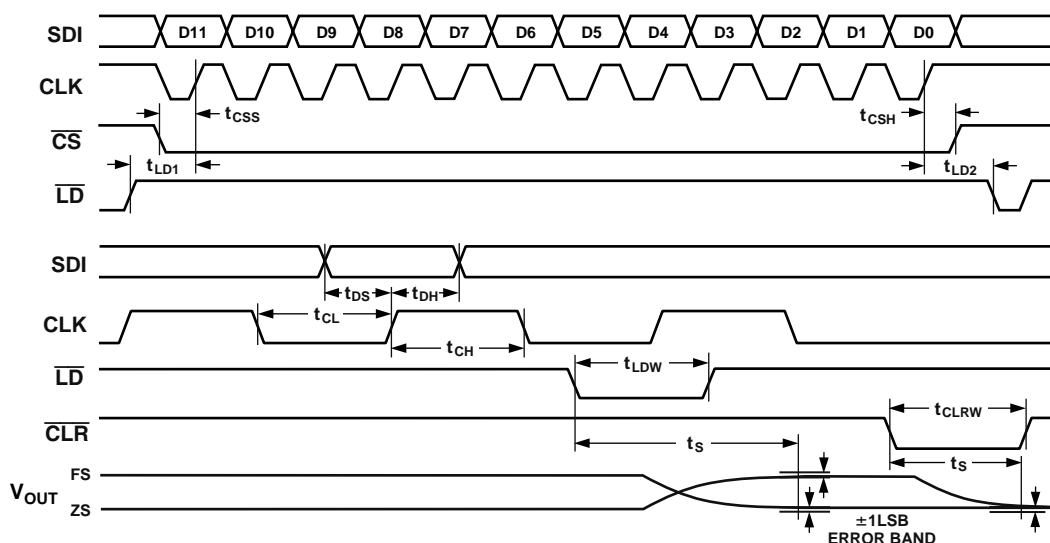 SDI D11 D10 D9 D8 D7 D6 D5 D4 D3 D2 D1 D0
CLK
tCSS tCSH
CS
tLD1 tLD2
LD
SDI
tDS tDH
CLK tCL
tCH
LD tLDW
CLR tCLRW
tS tS
FS
VOUT
ZS
±1LSB
ERROR BAND